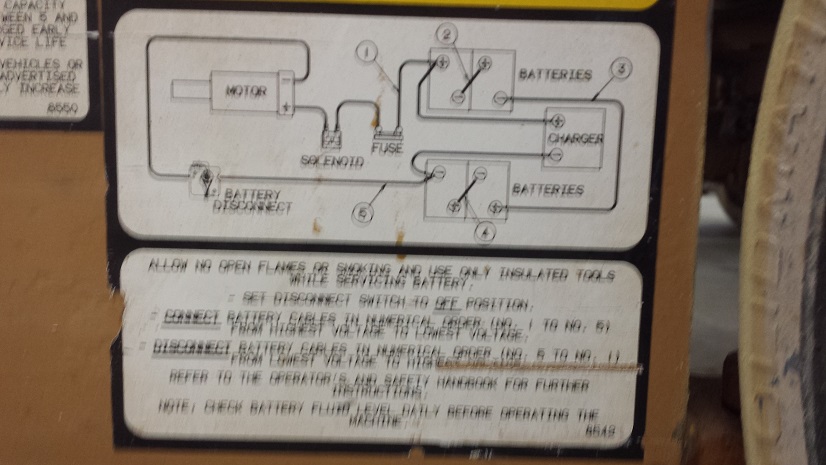 CAPACITY
WEEN 5 AND
GED EARLY
VICE LIFE
VEHICLES OR
ADVERTISED
LY INCREASE
8550
1
2
3
4
5
MOTOR
SOLENOID
FUSE
BATTERIES
CHARGER
BATTERIES
BATTERY
DISCONNECT
ALLOW NO OPEN FLAMES OR SMOKING AND USE ONLY INSULATED TOOLS
WHILE SERVICING BATTERY.
- SET DISCONNECT SWITCH TO OFF POSITION.
- CONNECT BATTERY CABLES IN NUMERICAL ORDER (NO. 1 TO NO. 5)
FROM HIGHEST VOLTAGE TO LOWEST VOLTAGE.
- DISCONNECT BATTERY CABLES IN NUMERICAL ORDER (NO. 5 TO NO. 1)
FROM LOWEST VOLTAGE TO HIGHEST VOLTAGE.
REFER TO THE OPERATOR'S AND SAFETY HANDBOOK FOR FURTHER
INSTRUCTIONS.
NOTE: CHECK BATTERY FLUID LEVEL DAILY BEFORE OPERATING THE
MACHINE.